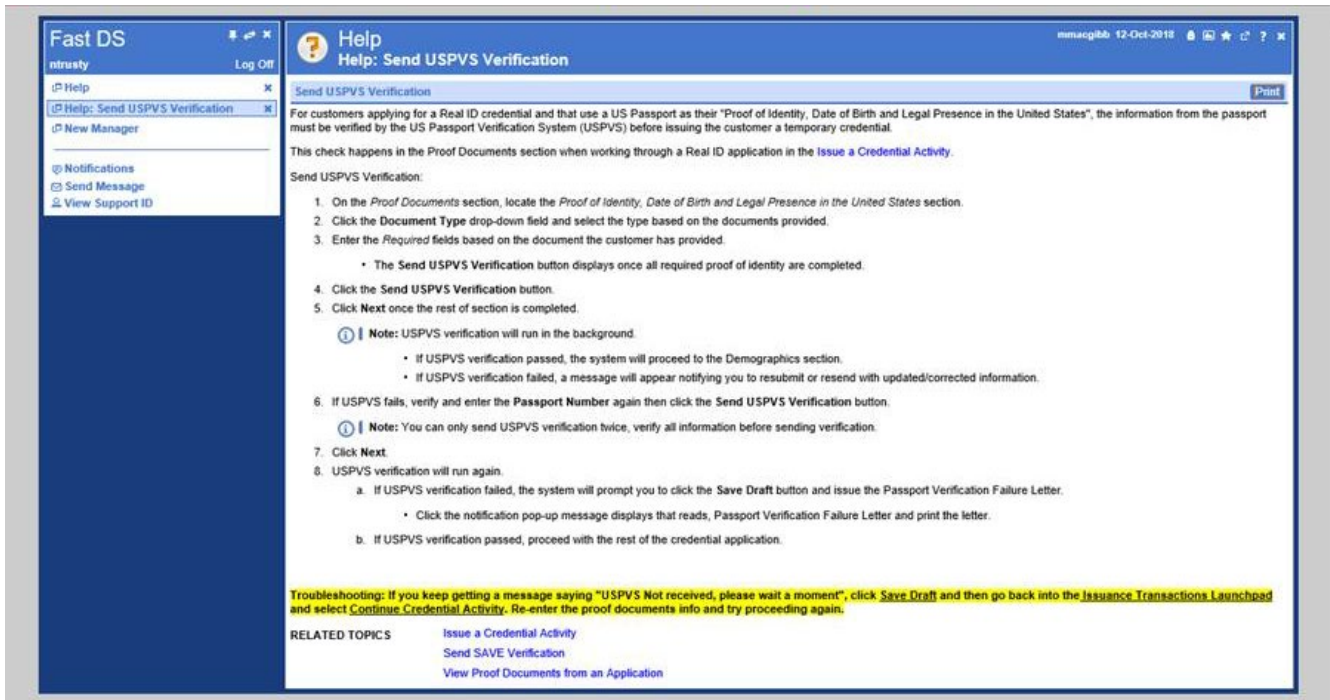 Fast DS
ntrusty Log Off
Help
Help: Send USPVS Verification
New Manager
Notifications
Send Message
View Support ID
Help
Help: Send USPVS Verification
mmacgibb 12-Oct-2018
Send USPVS Verification Print
For customers applying for a Real ID credential and that use a US Passport as their "Proof of Identity, Date of Birth and Legal Presence in the United States", the information from the passport
must be verified by the US Passport Verification System (USPVS) before issuing the customer a temporary credential.
This check happens in the Proof Documents section when working through a Real ID application in the Issue a Credential Activity.
Send USPVS Verification:
1. On the Proof Documents section, locate the Proof of Identity, Date of Birth and Legal Presence in the United States section.
2. Click the Document Type drop-down field and select the type based on the documents provided.
3. Enter the Required fields based on the document the customer has provided.
• The Send USPVS Verification button displays once all required proof of identity are completed.
4. Click the Send USPVS Verification button.
5. Click Next once the rest of section is completed.
Note: USPVS verification will run in the background.
• If USPVS verification passed, the system will proceed to the Demographics section.
• If USPVS verification failed, a message will appear notifying you to resubmit or resend with updated/corrected information.
6. If USPVS fails, verify and enter the Passport Number again then click the Send USPVS Verification button.
Note: You can only send USPVS verification twice, verify all information before sending verification.
7. Click Next.
8. USPVS verification will run again.
a. If USPVS verification failed, the system will prompt you to click the Save Draft button and issue the Passport Verification Failure Letter.
• Click the notification pop-up message displays that reads, Passport Verification Failure Letter and print the letter.
b. If USPVS verification passed, proceed with the rest of the credential application.
Troubleshooting: If you keep getting a message saying "USPVS Not received, please wait a moment", click Save Draft and then go back into the Issuance Transactions Launchpad
and select Continue Credential Activity. Re-enter the proof documents info and try proceeding again.
RELATED TOPICS Issue a Credential Activity
Send SAVE Verification
View Proof Documents from an Application